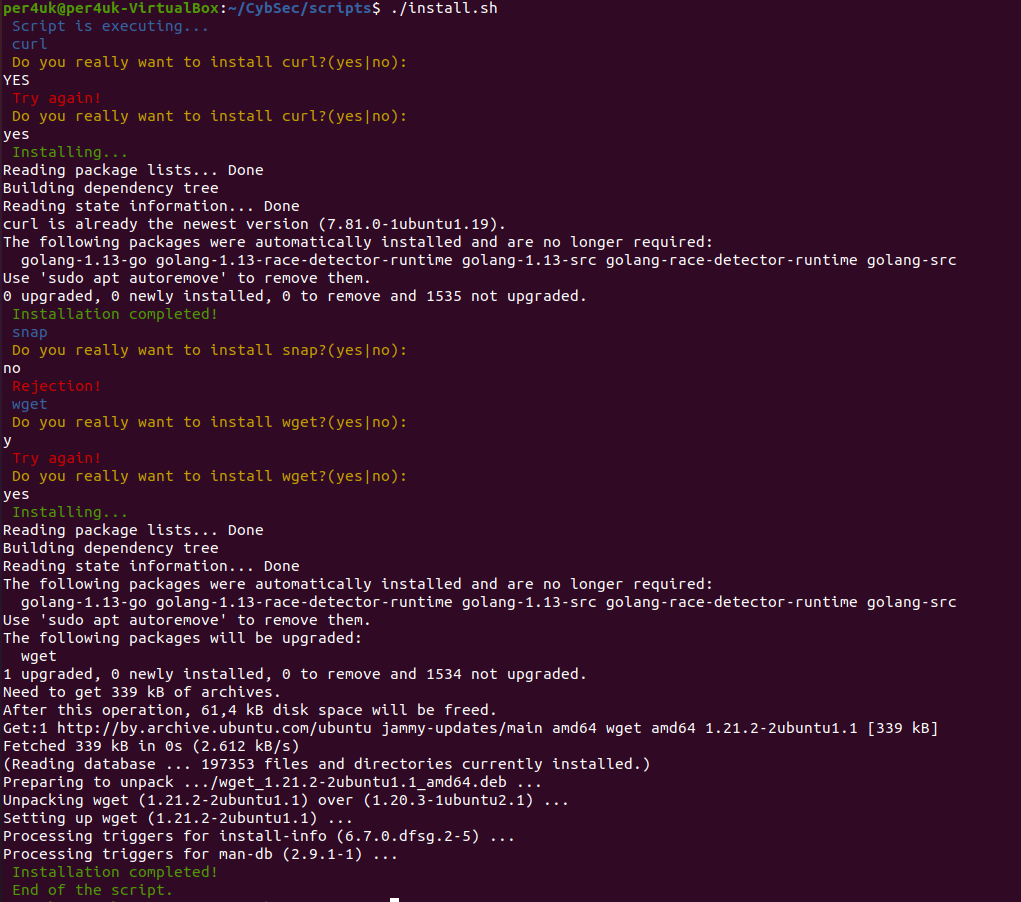 per4uk@per4uk-VirtualBox:~/CybSec/scripts$ ./install.sh
Script is executing...
curl
Do you really want to install curl?(yes|no):
YES
Try again!
Do you really want to install curl?(yes|no):
yes
Installing...
Reading package lists... Done
Building dependency tree
Reading state information... Done
curl is already the newest version (7.81.0-1ubuntu1.19).
The following packages were automatically installed and are no longer required:
golang-1.13-go golang-1.13-race-detector-runtime golang-1.13-src golang-race-detector-runtime golang-src
Use 'sudo apt autoremove' to remove them.
0 upgraded, 0 newly installed, 0 to remove and 1535 not upgraded.
Installation completed!
snap
Do you really want to install snap?(yes|no):
no
Rejection!
wget
Do you really want to install wget?(yes|no):
y
Try again!
Do you really want to install wget?(yes|no):
yes
Installing...
Reading package lists... Done
Building dependency tree
Reading state information... Done
The following packages were automatically installed and are no longer required:
golang-1.13-go golang-1.13-race-detector-runtime golang-1.13-src golang-race-detector-runtime golang-src
Use 'sudo apt autoremove' to remove them.
The following packages will be upgraded:
wget
1 upgraded, 0 newly installed, 0 to remove and 1534 not upgraded.
Need to get 339 kB of archives.
After this operation, 61,4 kB disk space will be freed.
Get:1 http://by.archive.ubuntu.com/ubuntu jammy-updates/main amd64 wget amd64 1.21.2-2ubuntu1.1 [339 kB]
Fetched 339 kB in 0s (2.612 kB/s)
(Reading database ... 197353 files and directories currently installed.)
Preparing to unpack .../wget_1.21.2-2ubuntu1.1_amd64.deb ...
Unpacking wget (1.21.2-2ubuntu1.1) over (1.20.3-1ubuntu2.1) ...
Setting up wget (1.21.2-2ubuntu1.1) ...
Processing triggers for install-info (6.7.0.dfsg.2-5) ...
Processing triggers for man-db (2.9.1-1) ...
Installation completed!
End of the script.